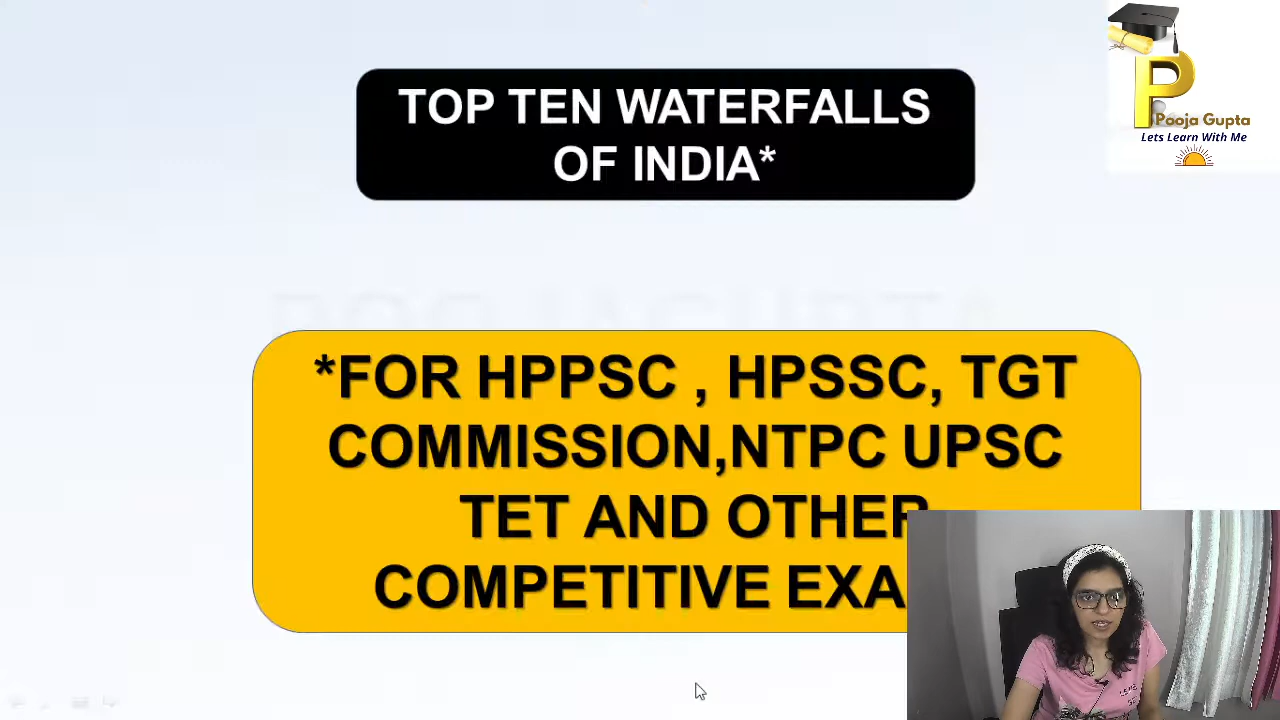 TOP TEN WATERFALLS
OF INDIA*
P
Pooja Gupta
Lets Learn With Me
*FOR HPPSC , HPSSC, TGT
COMMISSION,NTPC UPSC
TET AND OTHER
COMPETITIVE EXA